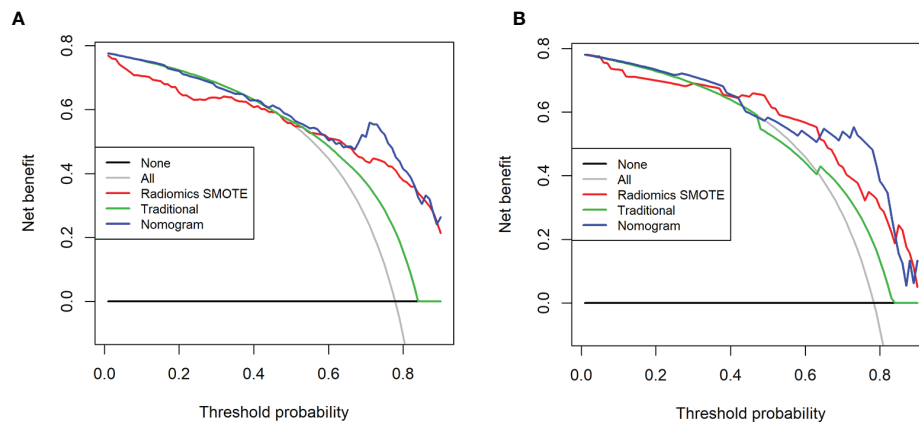 A
0.8
0.6
0.4
0.2
0.0
Net benefit
None
All
Radiomics SMOTE
Traditional
Nomogram
0.0 0.2 0.4 0.6 0.8
Threshold probability
B
0.8
0.6
0.4
0.2
0.0
Net benefit
None
All
Radiomics SMOTE
Traditional
Nomogram
0.0 0.2 0.4 0.6 0.8
Threshold probability